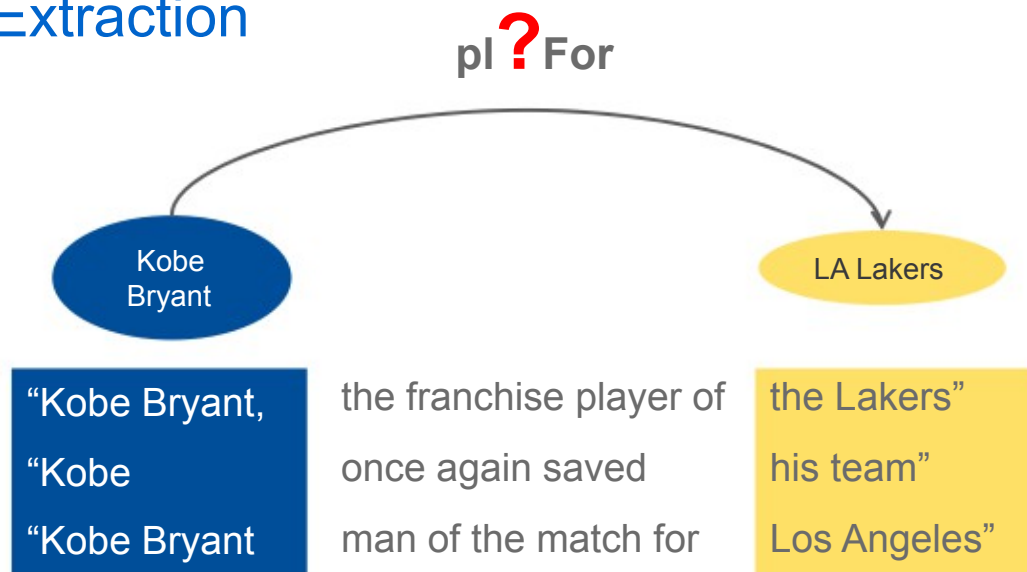 Extraction
pl?For
Kobe
Bryant
LA Lakers
“Kobe Bryant, the franchise player of the Lakers”
“Kobe once again saved his team”
“Kobe Bryant man of the match for Los Angeles”